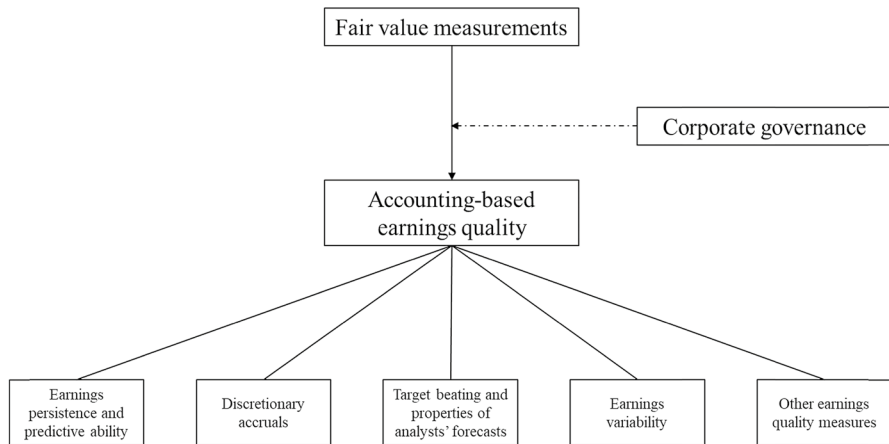 Fair value measurements
Corporate governance
Accounting-based
earnings quality
Earnings
persistence and
predictive ability
Discretionary
accruals
Target beating and
properties of
analysts' forecasts
Earnings
variability
Other earnings
quality measures